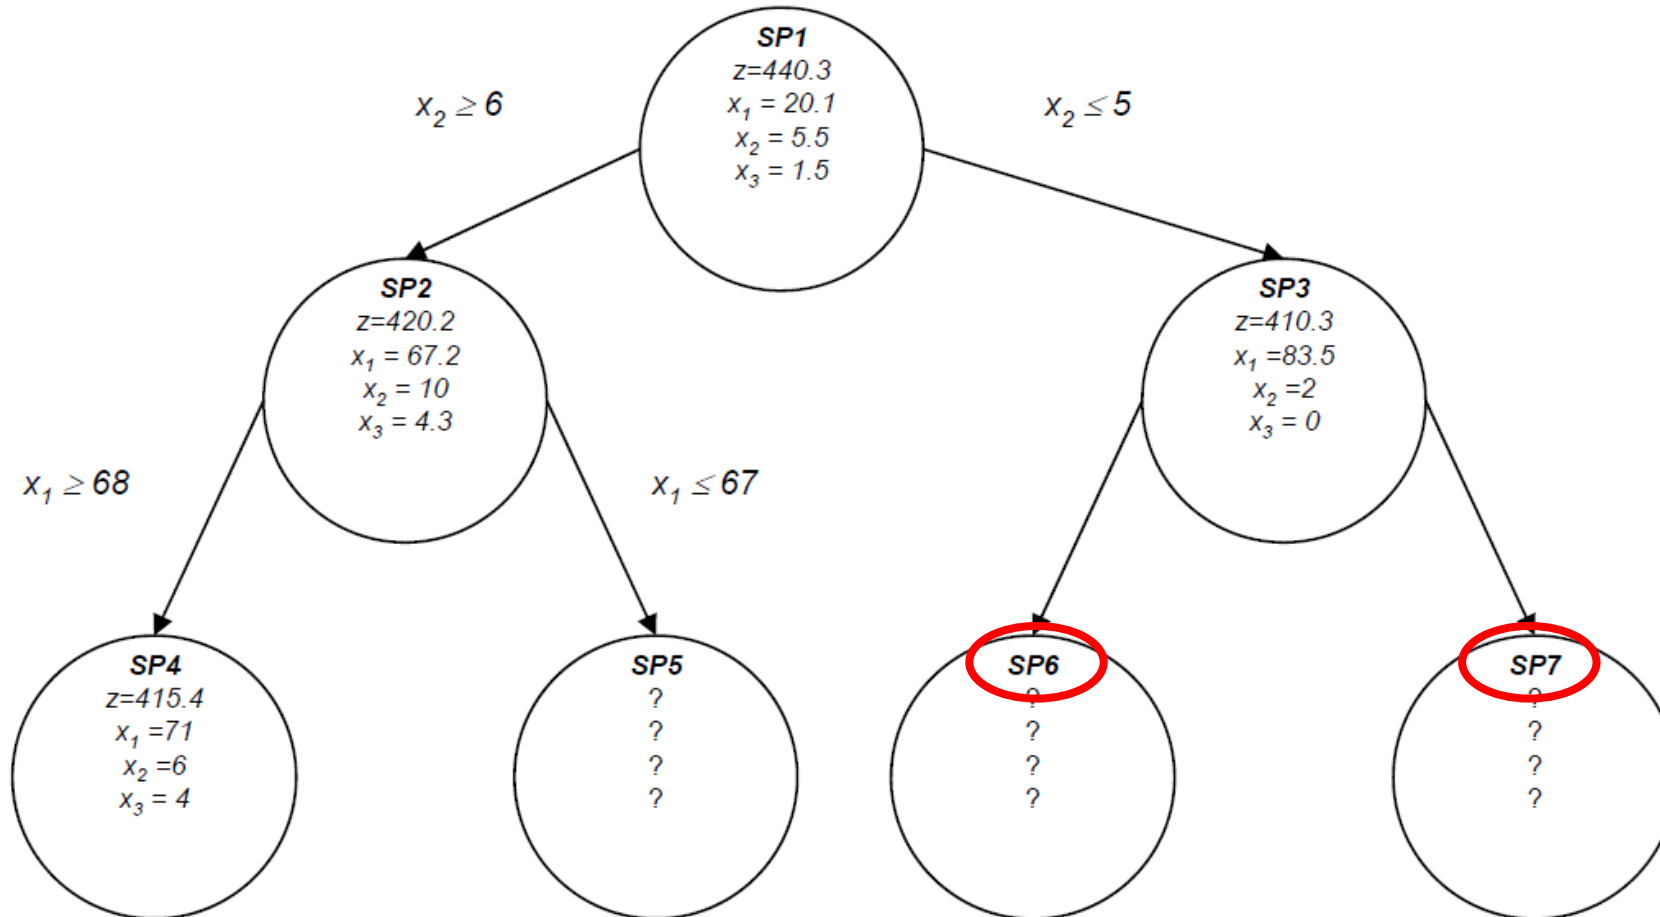 SP1
z=440.3
x₁ = 20.1
x₂ = 5.5
x₃ = 1.5
x₂ ≥ 6
x₂ ≤ 5
SP2
z=420.2
x₁ = 67.2
x₂ = 10
x₃ = 4.3
SP3
z=410.3
x₁ =83.5
x₂ =2
x₃ = 0
x₁ ≥ 68
x₁ ≤ 67
SP4
z=415.4
x₁ =71
x₂ =6
x₃ = 4
SP5
?
?
?
?
SP6
?
?
?
?
SP7
?
?
?
?